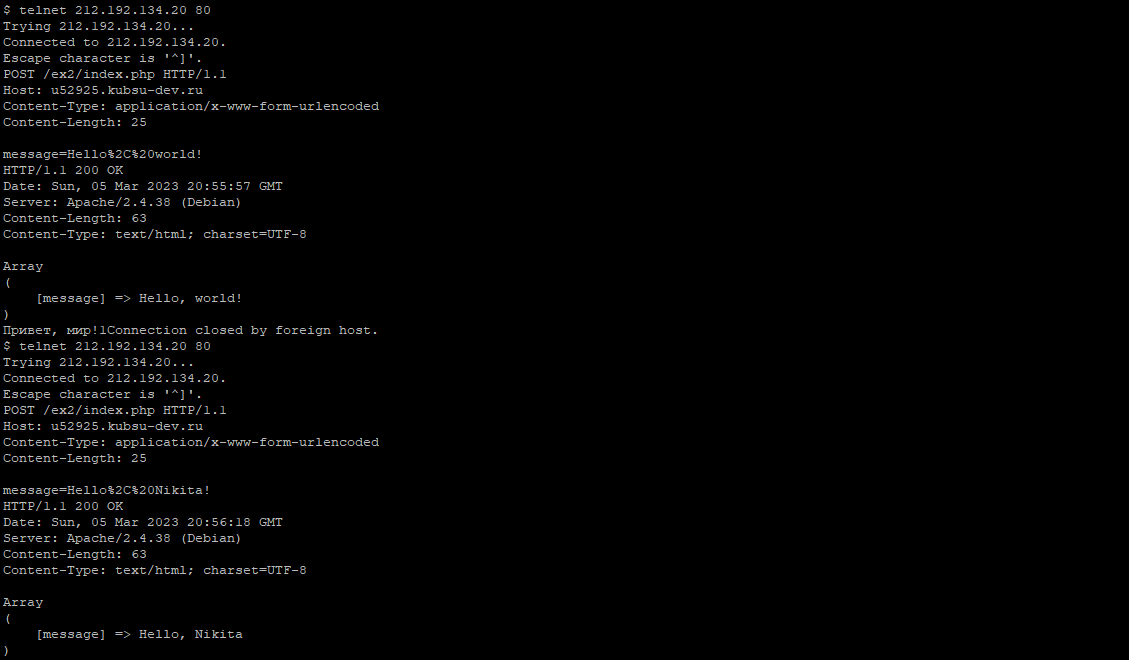 $ telnet 212.192.134.20 80
Trying 212.192.134.20...
Connected to 212.192.134.20.
Escape character is '^]'.
POST /ex2/index.php HTTP/1.1
Host: u52925.kubsu-dev.ru
Content-Type: application/x-www-form-urlencoded
Content-Length: 25

message=Hello%2C%20world!
HTTP/1.1 200 OK
Date: Sun, 05 Mar 2023 20:55:57 GMT
Server: Apache/2.4.38 (Debian)
Content-Length: 63
Content-Type: text/html; charset=UTF-8

Array
(
    [message] => Hello, world!
)
Привет, мир!1Connection closed by foreign host.
$ telnet 212.192.134.20 80
Trying 212.192.134.20...
Connected to 212.192.134.20.
Escape character is '^]'.
POST /ex2/index.php HTTP/1.1
Host: u52925.kubsu-dev.ru
Content-Type: application/x-www-form-urlencoded
Content-Length: 25

message=Hello%2C%20Nikita!
HTTP/1.1 200 OK
Date: Sun, 05 Mar 2023 20:56:18 GMT
Server: Apache/2.4.38 (Debian)
Content-Length: 63
Content-Type: text/html; charset=UTF-8

Array
(
    [message] => Hello, Nikita
)